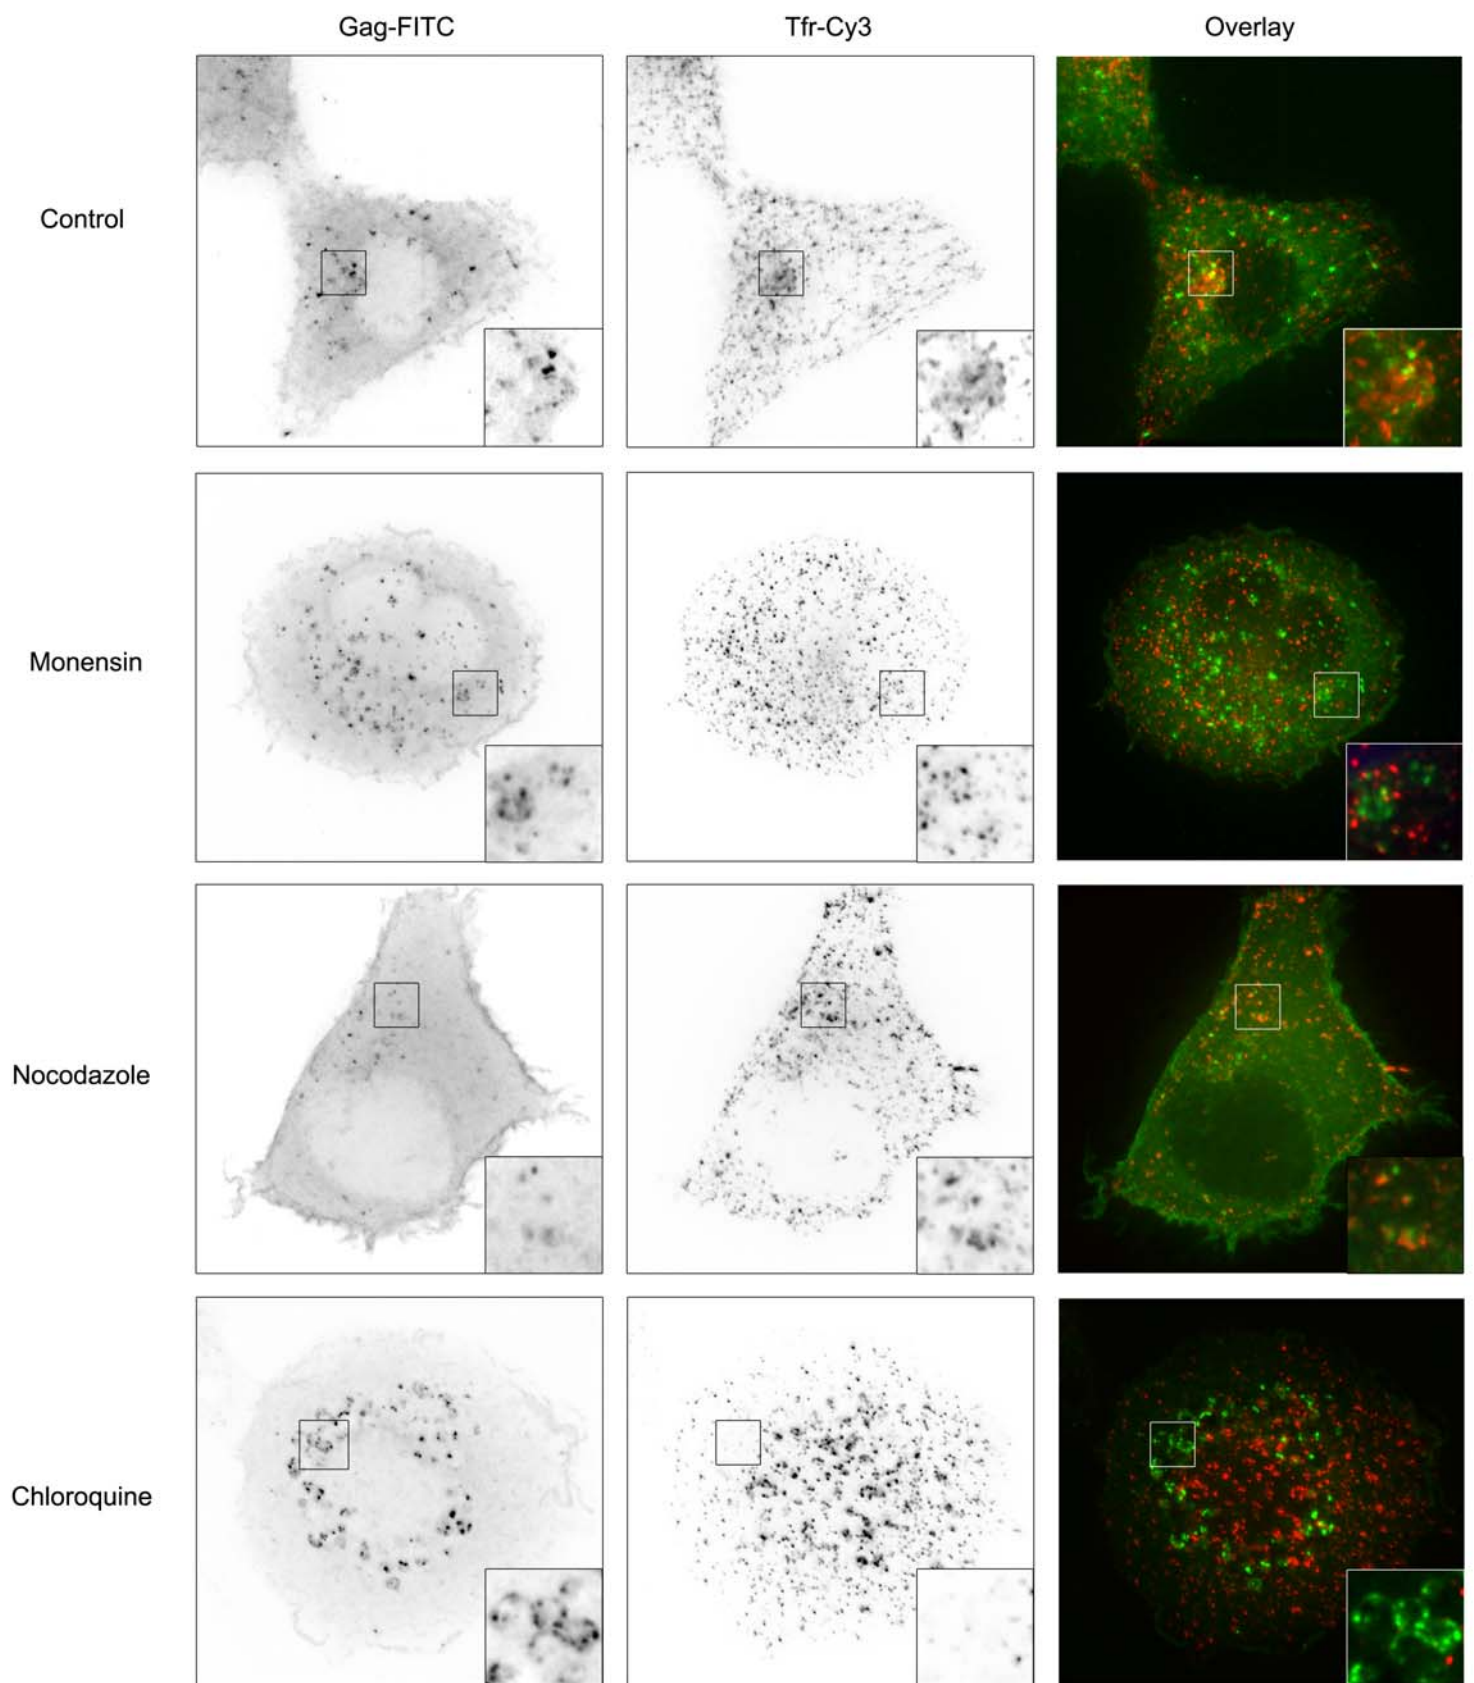 Gag-FITC Tfr-Cy3 Overlay
Control
Monensin
Nocodazole
Chloroquine